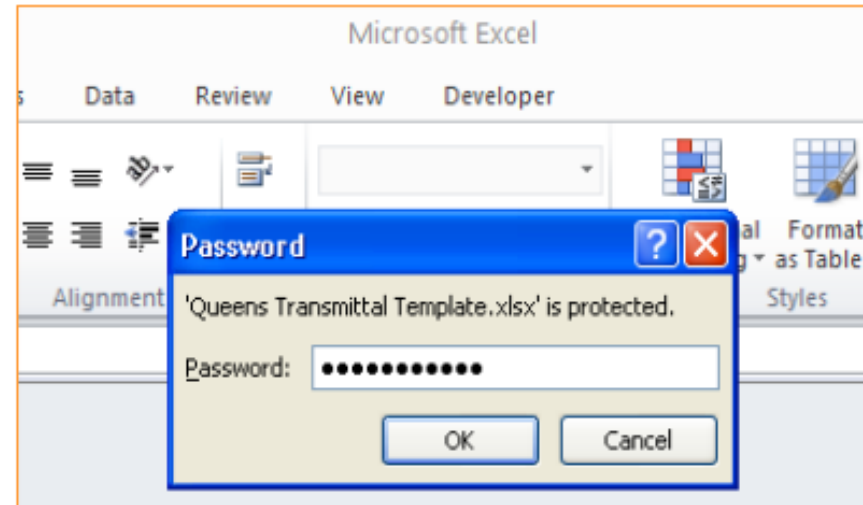 Microsoft Excel
s Data Review View Developer
al Format
g as Table
Alignment Styles
Password
'Queens Transmittal Template.xlsx' is protected.
Password: ●●●●●●●●●●●
OK Cancel